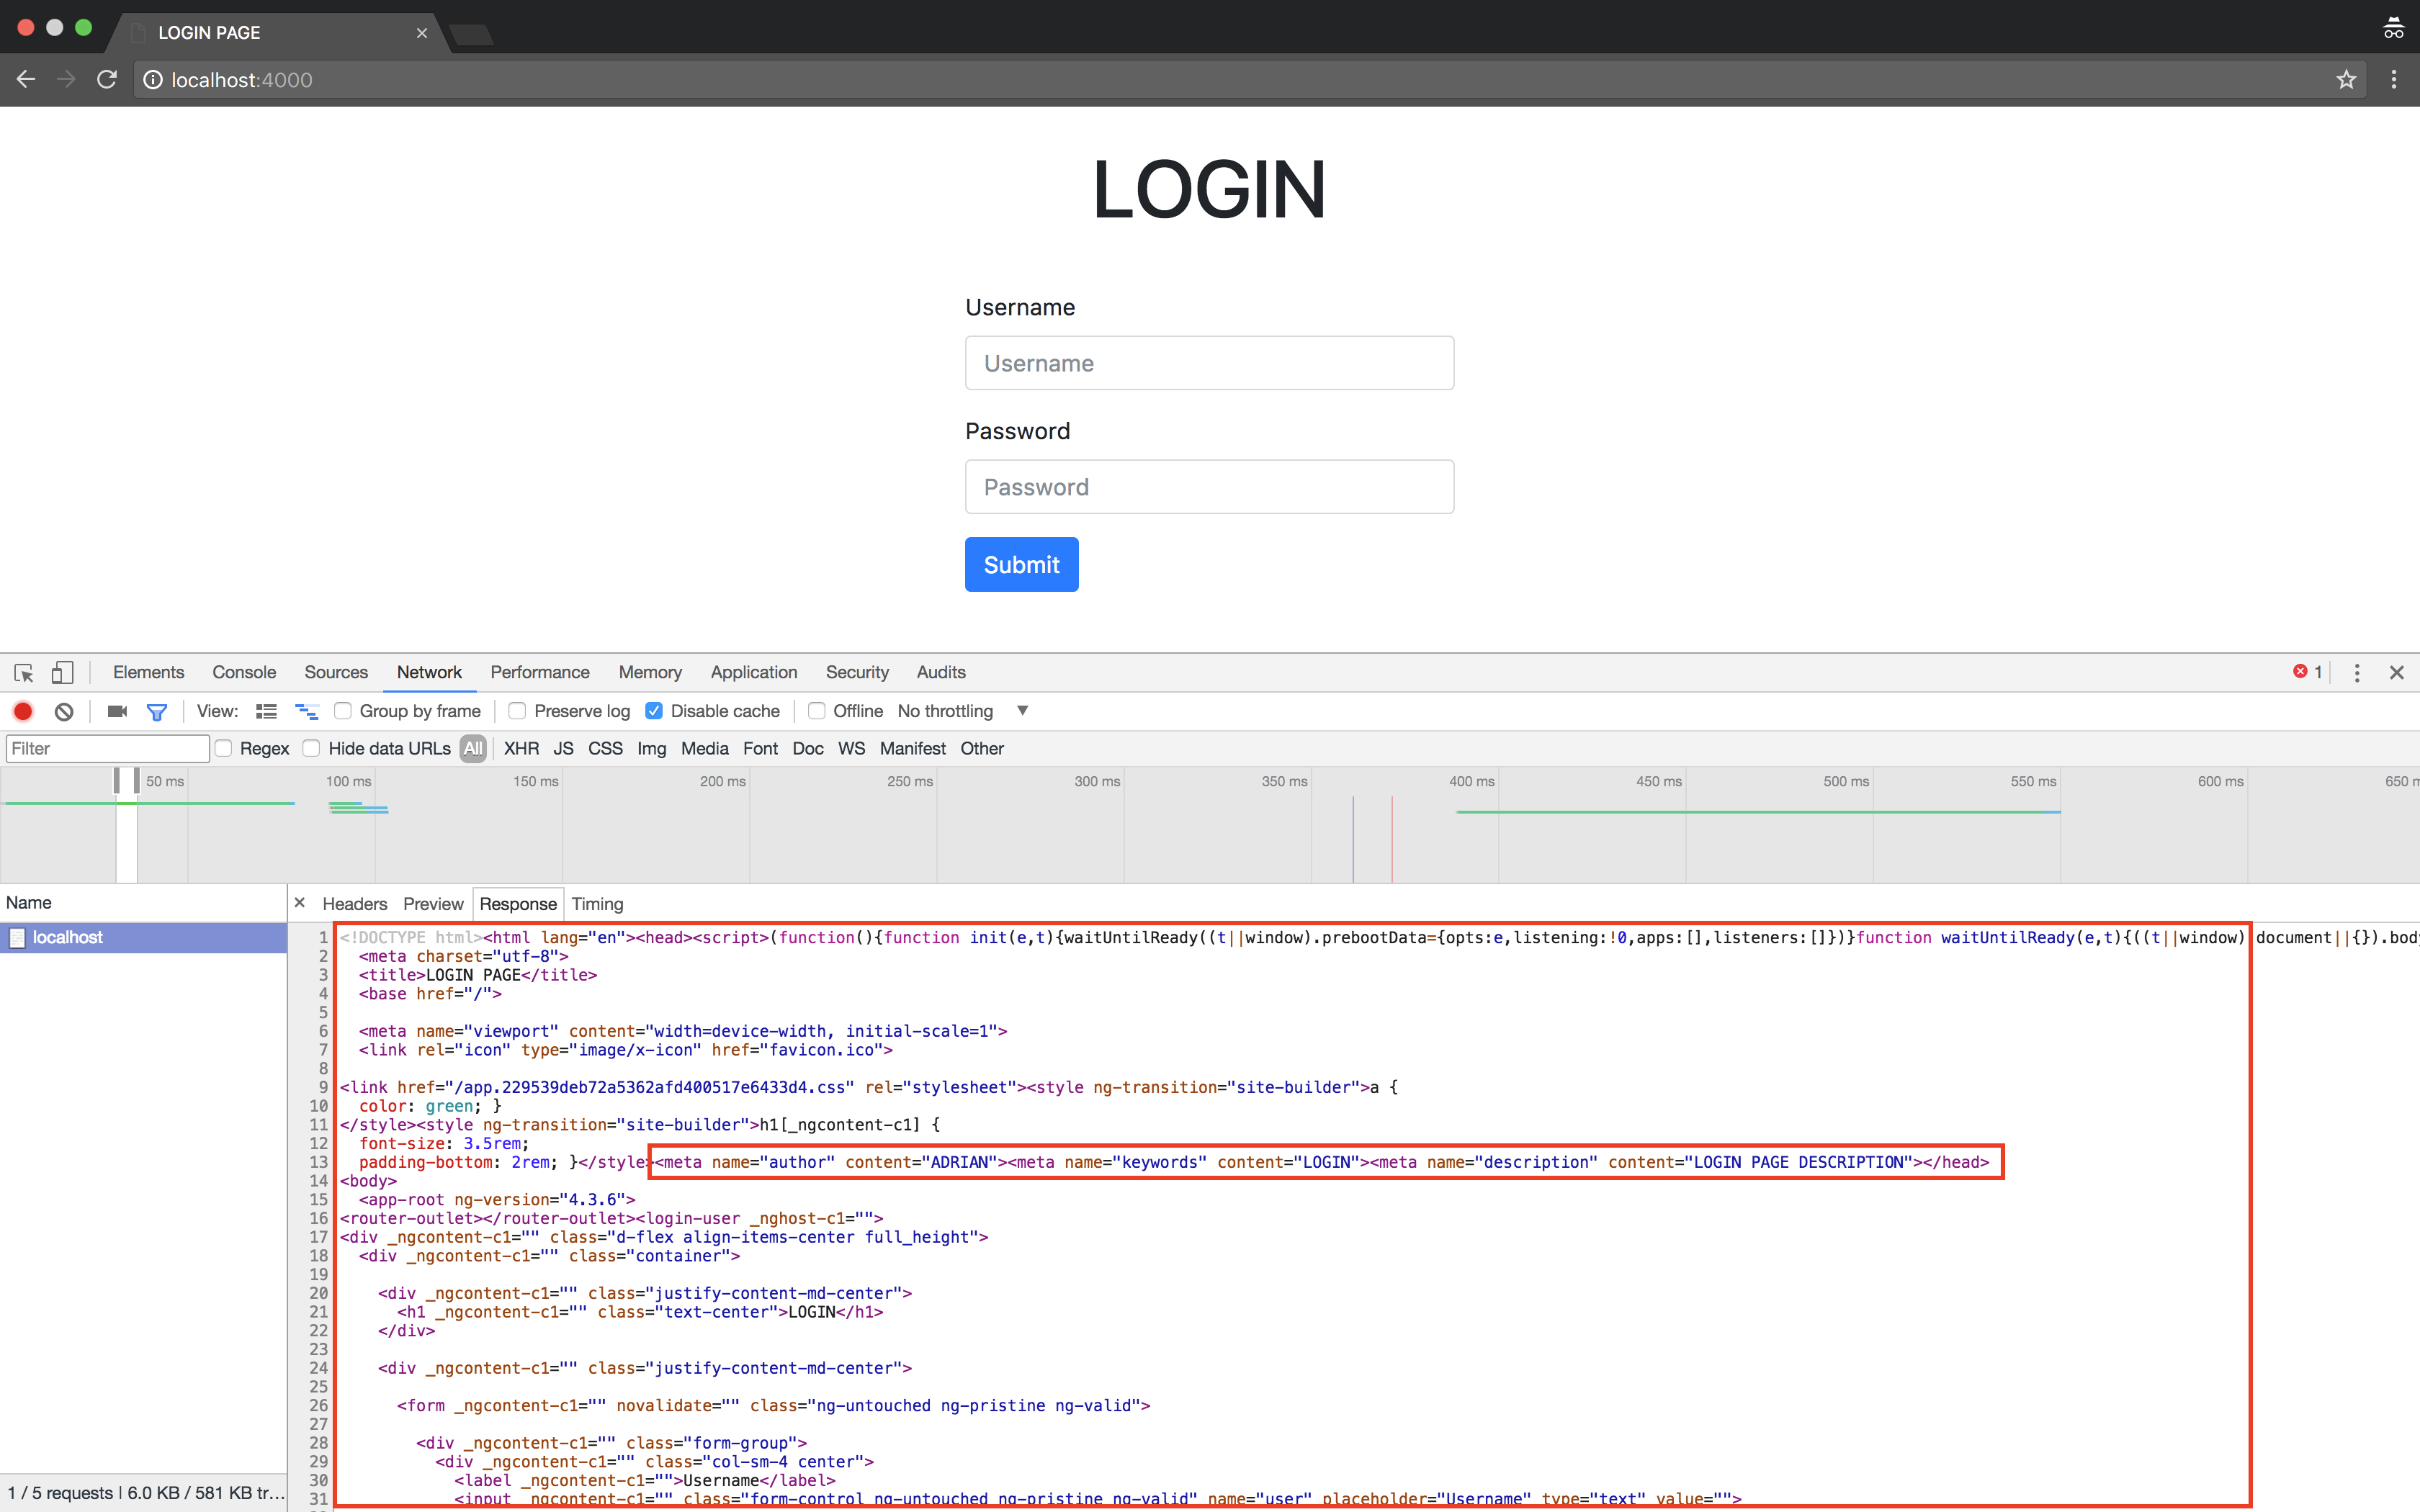 LOGIN PAGE
localhost:4000
LOGIN
Username
Username
Password
Password
Submit
Elements Console Sources Network Performance Memory Application Security Audits 1
View: Group by frame Preserve log Disable cache Offline No throttling
Filter Regex Hide data URLs All XHR JS CSS Img Media Font Doc WS Manifest Other
50 ms 100 ms 150 ms 200 ms 250 ms 300 ms 350 ms 400 ms 450 ms 500 ms 550 ms 600 ms 650 m
Name Headers Preview Response Timing
localhost
1 <!DOCTYPE html><html lang="en"><head><script>(function(){function init(e,t){waitUntilReady((t||window).prebootData={opts:e,listening:!0,apps:[],listeners:[]})}function waitUntilReady(e,t){((t||window) document||{}).body
2 <meta charset="utf-8">
3 <title>LOGIN PAGE</title>
4 <base href="/">
5
6 <meta name="viewport" content="width=device-width, initial-scale=1">
7 <link rel="icon" type="image/x-icon" href="favicon.ico">
8
9 <link href="/app.229539deb72a5362afd400517e6433d4.css" rel="stylesheet"><style ng-transition="site-builder">a {
10 color: green; }
11 </style><style ng-transition="site-builder">h1[_ngcontent-c1] {
12 font-size: 3.5rem;
13 padding-bottom: 2rem; }</style><meta name="author" content="ADRIAN"><meta name="keywords" content="LOGIN"><meta name="description" content="LOGIN PAGE DESCRIPTION"></head>
14 <body>
15 <app-root ng-version="4.3.6">
16 <router-outlet></router-outlet><login-user _nghost-c1="">
17 <div _ngcontent-c1="" class="d-flex align-items-center full_height">
18 <div _ngcontent-c1="" class="container">
19
20 <div _ngcontent-c1="" class="justify-content-md-center">
21 <h1 _ngcontent-c1="" class="text-center">LOGIN</h1>
22 </div>
23
24 <div _ngcontent-c1="" class="justify-content-md-center">
25
26 <form _ngcontent-c1="" novalidate="" class="ng-untouched ng-pristine ng-valid">
27
28 <div _ngcontent-c1="" class="form-group">
29 <div _ngcontent-c1="" class="col-sm-4 center">
30 <label _ngcontent-c1="">Username</label>
31 <input _ngcontent-c1="" class="form-control ng-untouched ng-pristine ng-valid" name="user" placeholder="Username" type="text" value="">
1 / 5 requests | 6.0 KB / 581 KB tr...